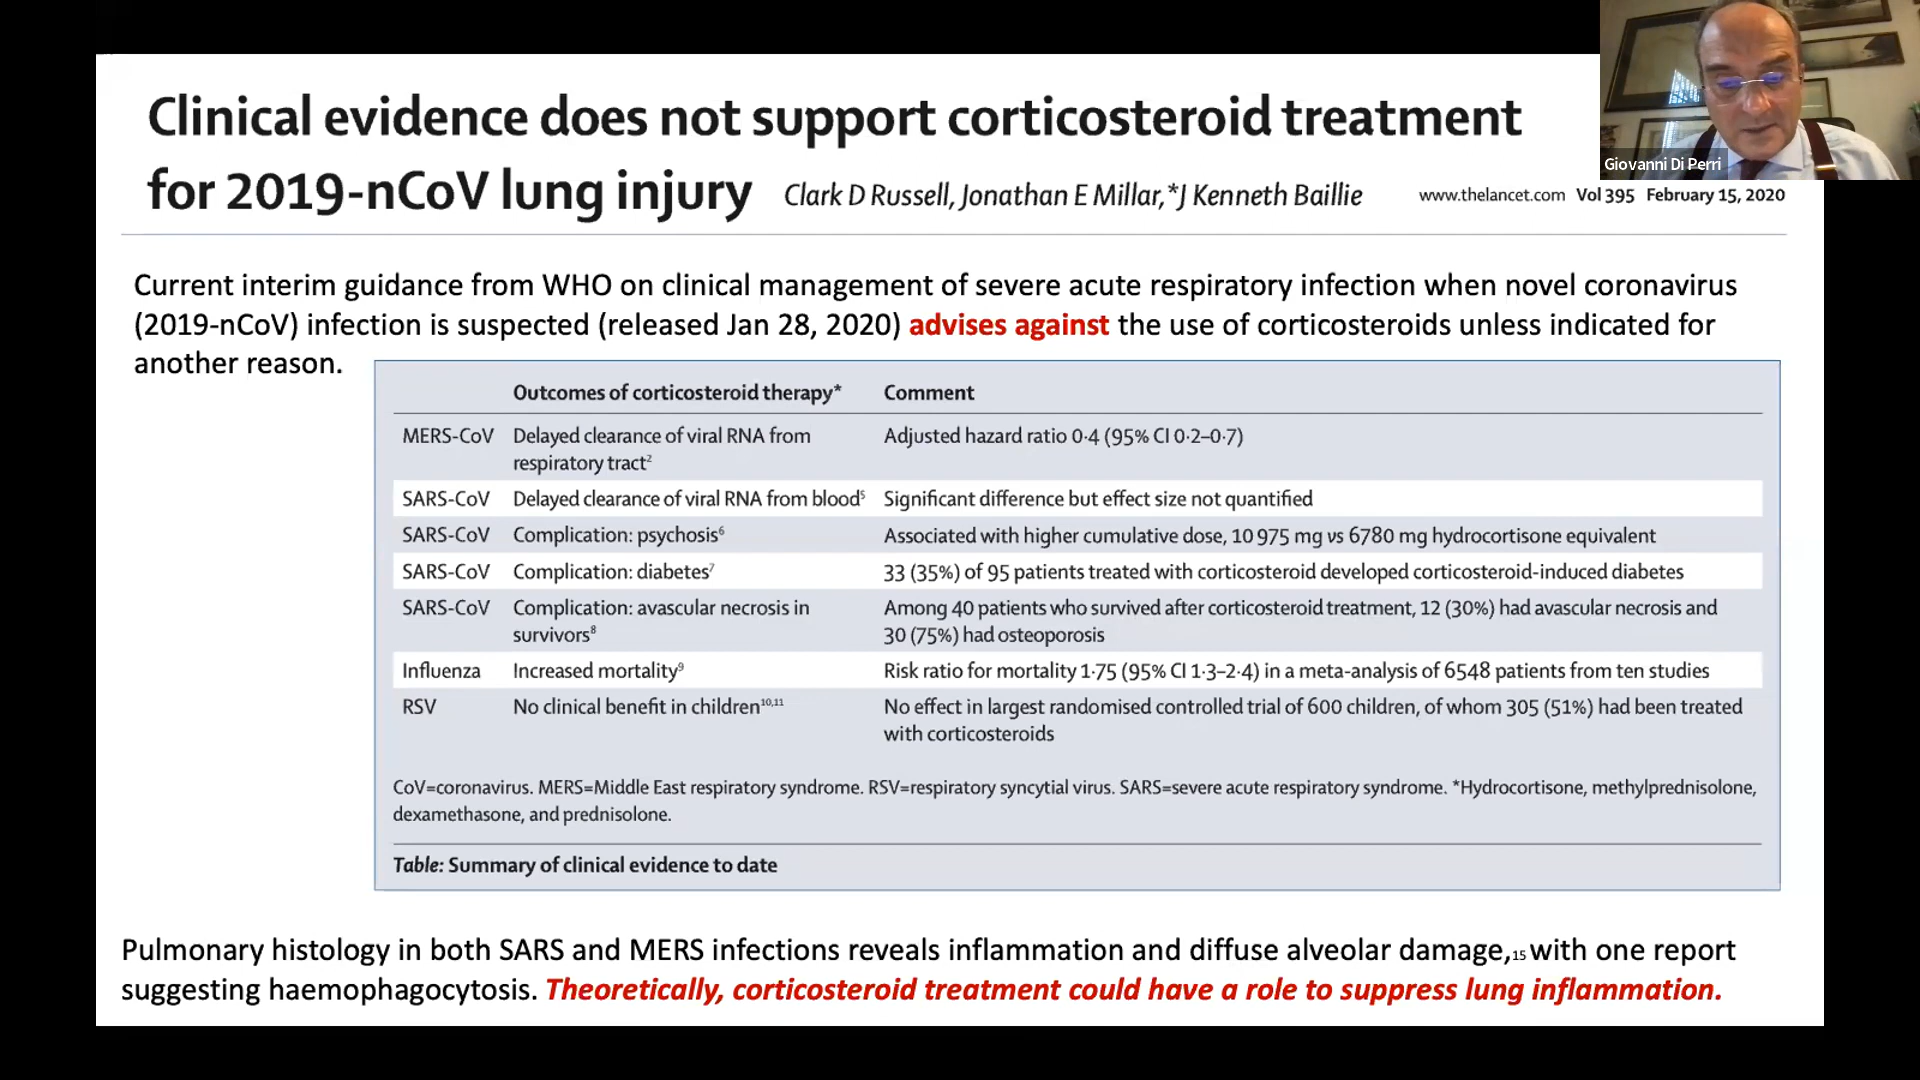 Clinical evidence does not support corticosteroid treatment
for 2019-nCoV lung injury Clark D Russell, Jonathan E Millar, *J Kenneth Baillie www.thelancet.com Vol 395 February 15, 2020
Giovanni Di Perri
Current interim guidance from WHO on clinical management of severe acute respiratory infection when novel coronavirus
(2019-nCoV) infection is suspected (released Jan 28, 2020) advises against the use of corticosteroids unless indicated for
another reason.
Outcomes of corticosteroid therapy* Comment
MERS-CoV Delayed clearance of viral RNA from Adjusted hazard ratio 0·4 (95% CI 0·2–0·7)
respiratory tract²
SARS-CoV Delayed clearance of viral RNA from blood⁵ Significant difference but effect size not quantified
SARS-CoV Complication: psychosis⁶ Associated with higher cumulative dose, 10 975 mg vs 6780 mg hydrocortisone equivalent
SARS-CoV Complication: diabetes⁷ 33 (35%) of 95 patients treated with corticosteroid developed corticosteroid-induced diabetes
SARS-CoV Complication: avascular necrosis in Among 40 patients who survived after corticosteroid treatment, 12 (30%) had avascular necrosis and
survivors⁸ 30 (75%) had osteoporosis
Influenza Increased mortality⁹ Risk ratio for mortality 1·75 (95% CI 1·3–2·4) in a meta-analysis of 6548 patients from ten studies
RSV No clinical benefit in children¹⁰,¹¹ No effect in largest randomised controlled trial of 600 children, of whom 305 (51%) had been treated
with corticosteroids
CoV=coronavirus. MERS=Middle East respiratory syndrome. RSV=respiratory syncytial virus. SARS=severe acute respiratory syndrome. *Hydrocortisone, methylprednisolone,
dexamethasone, and prednisolone.
Table: Summary of clinical evidence to date
Pulmonary histology in both SARS and MERS infections reveals inflammation and diffuse alveolar damage,15 with one report
suggesting haemophagocytosis. Theoretically, corticosteroid treatment could have a role to suppress lung inflammation.